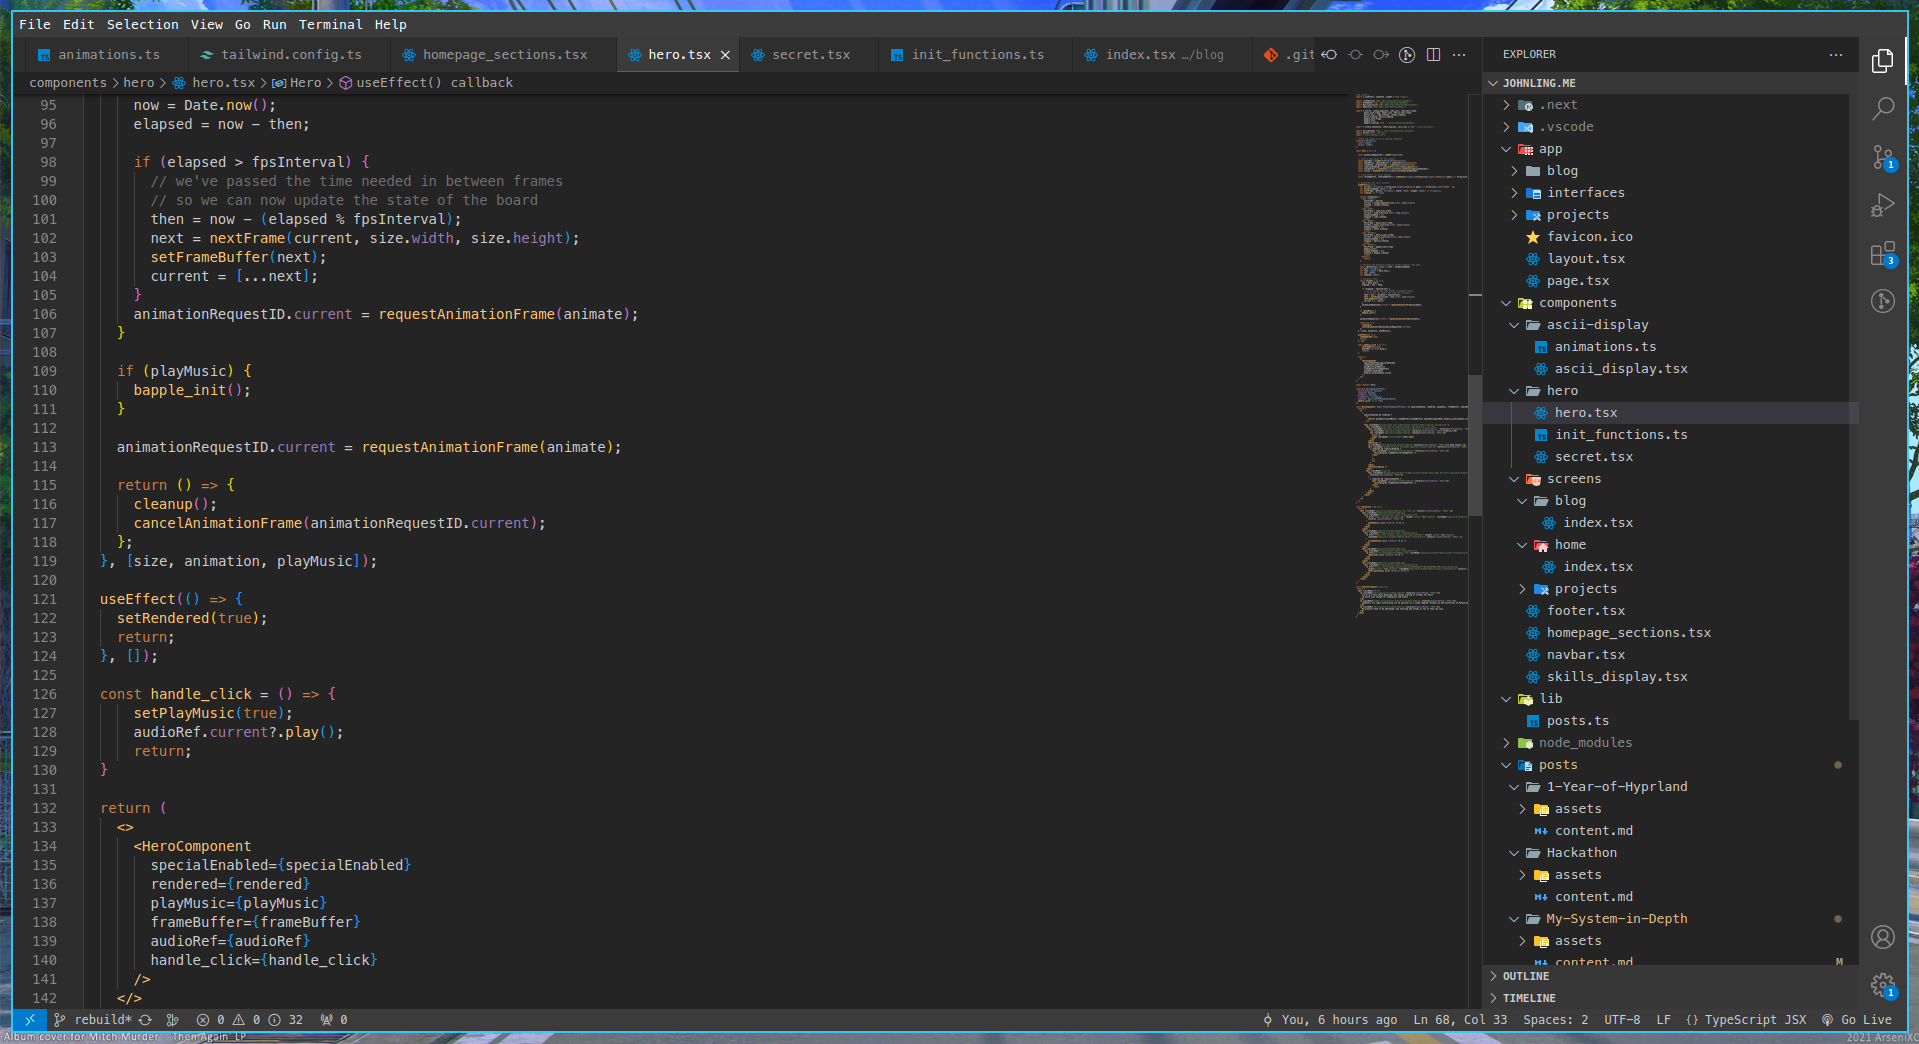 File Edit Selection View Go Run Terminal Help
animations.ts tailwind.config.ts homepage_sections.tsx hero.tsx secret.tsx init_functions.ts index.tsx …/blog .git
components > hero > hero.tsx > Hero > useEffect() callback
95 now = Date.now();
96 elapsed = now - then;
97
98 if (elapsed > fpsInterval) {
99 // we've passed the time needed in between frames
100 // so we can now update the state of the board
101 then = now - (elapsed % fpsInterval);
102 next = nextFrame(current, size.width, size.height);
103 setFrameBuffer(next);
104 current = [...next];
105 }
106 animationRequestID.current = requestAnimationFrame(animate);
107 }
108
109 if (playMusic) {
110 bapple_init();
111 }
112
113 animationRequestID.current = requestAnimationFrame(animate);
114
115 return () => {
116 cleanup();
117 cancelAnimationFrame(animationRequestID.current);
118 };
119 }, [size, animation, playMusic]);
120
121 useEffect(() => {
122 setRendered(true);
123 return;
124 }, []);
125
126 const handle_click = () => {
127 setPlayMusic(true);
128 audioRef.current?.play();
129 return;
130 }
131
132 return (
133 <>
134 <HeroComponent
135 specialEnabled={specialEnabled}
136 rendered={rendered}
137 playMusic={playMusic}
138 frameBuffer={frameBuffer}
139 audioRef={audioRef}
140 handle_click={handle_click}
141 />
142 </>
EXPLORER
JOHNLING.ME
.next
.vscode
app
blog
interfaces
projects
favicon.ico
layout.tsx
page.tsx
components
ascii-display
animations.ts
ascii_display.tsx
hero
hero.tsx
init_functions.ts
secret.tsx
screens
blog
index.tsx
home
index.tsx
projects
footer.tsx
homepage_sections.tsx
navbar.tsx
skills_display.tsx
lib
posts.ts
node_modules
posts
1-Year-of-Hyprland
assets
content.md
Hackathon
assets
content.md
My-System-in-Depth
assets
content.md M
OUTLINE
TIMELINE
1
3
1
rebuild* 0 0 32 0 You, 6 hours ago Ln 68, Col 33 Spaces: 2 UTF-8 LF {} TypeScript JSX Go Live
Album cover for Mitch Murder - Then Again LP 2021 ArseniXC